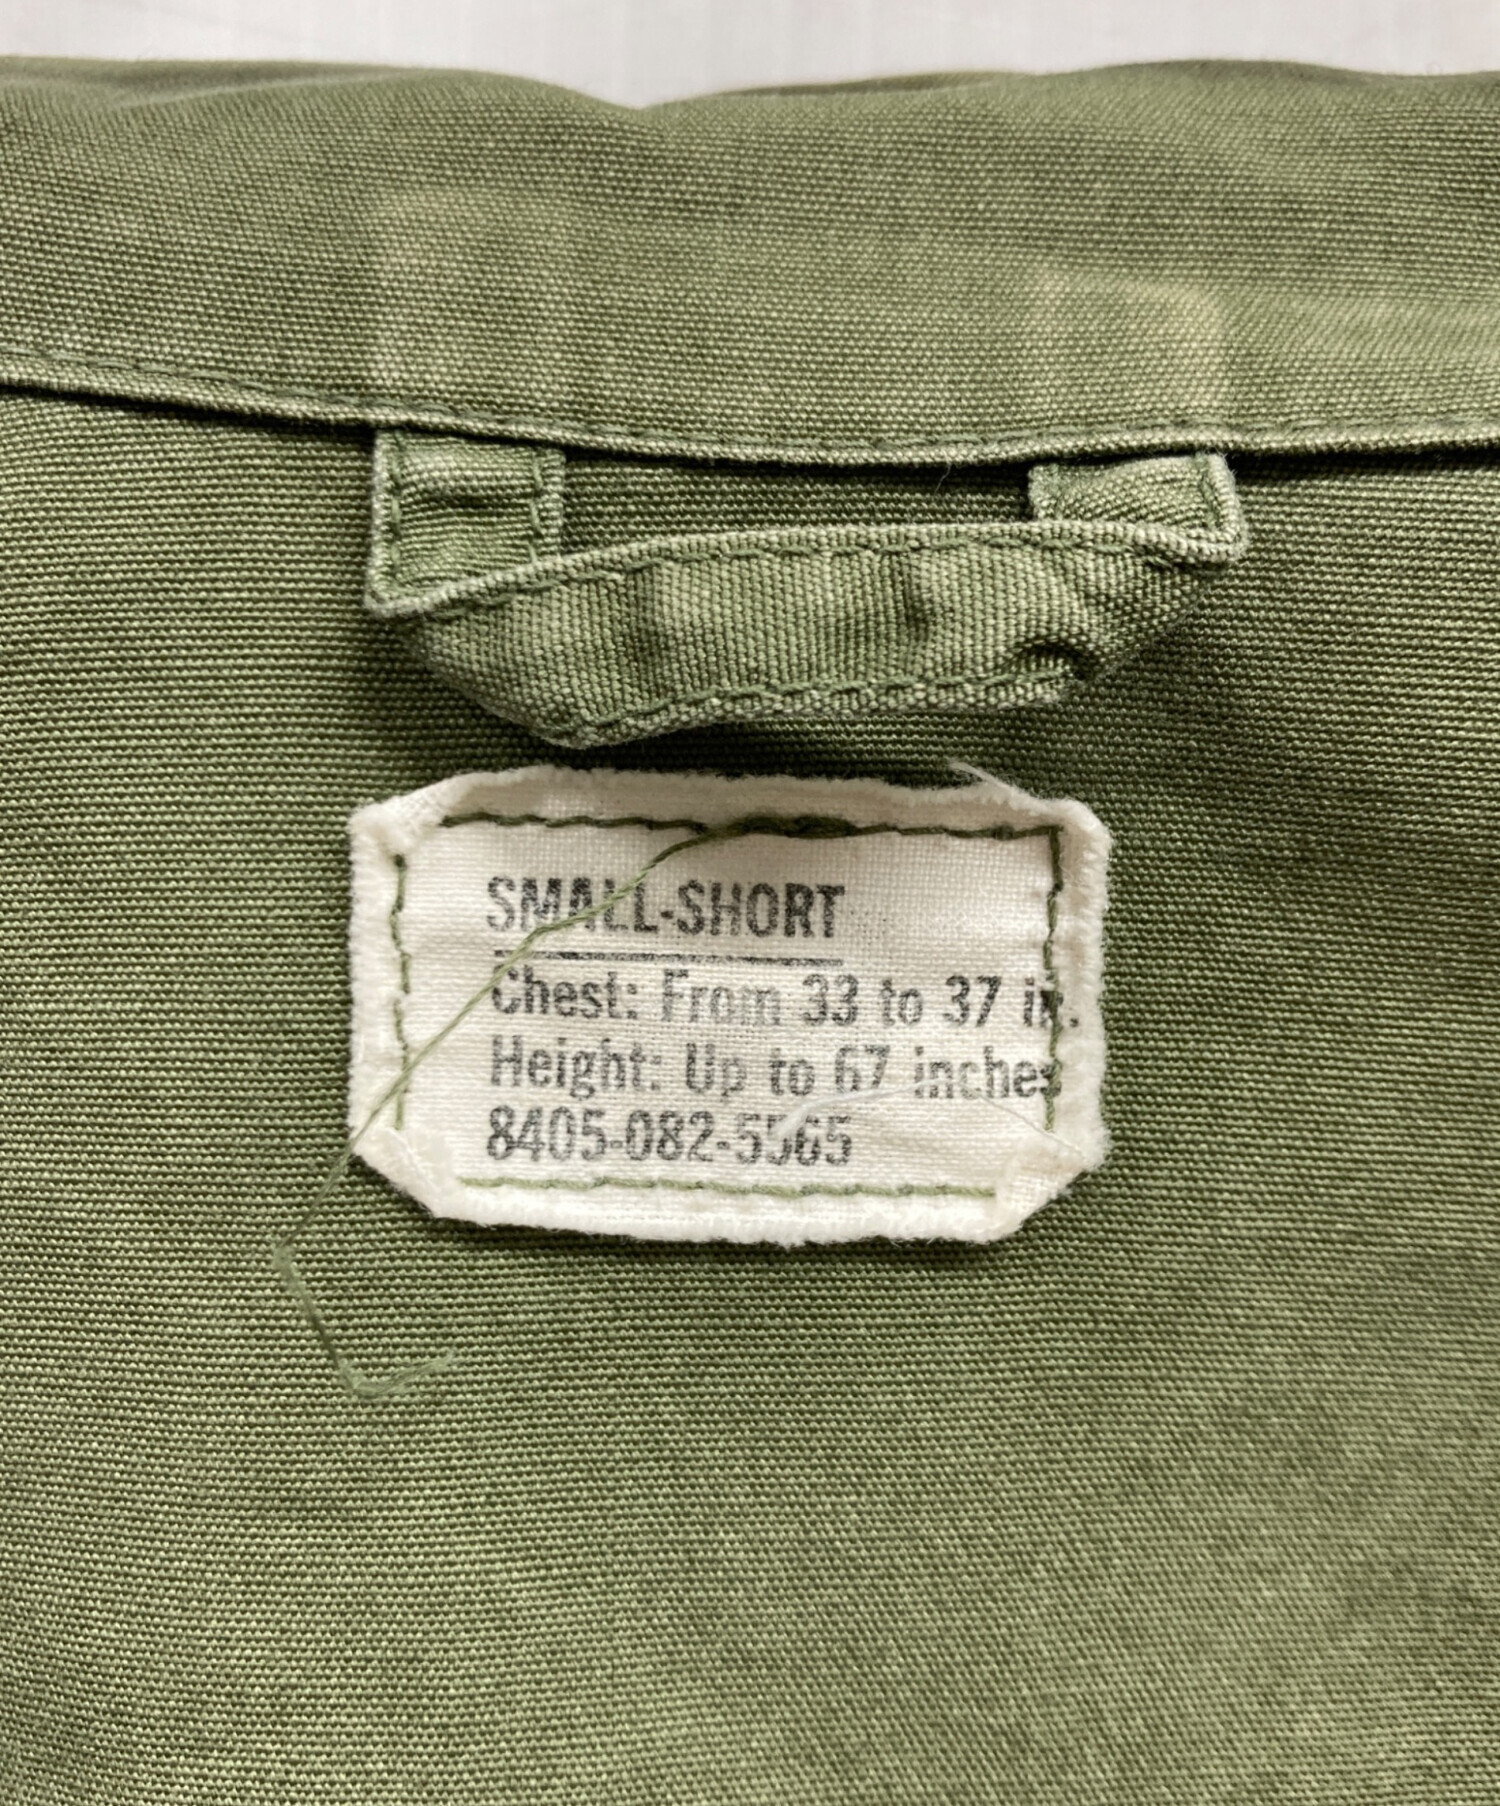 SMALL-SHORT
Chest: From 33 to 37 in.
Height: Up to 67 inches
8405-082-5565